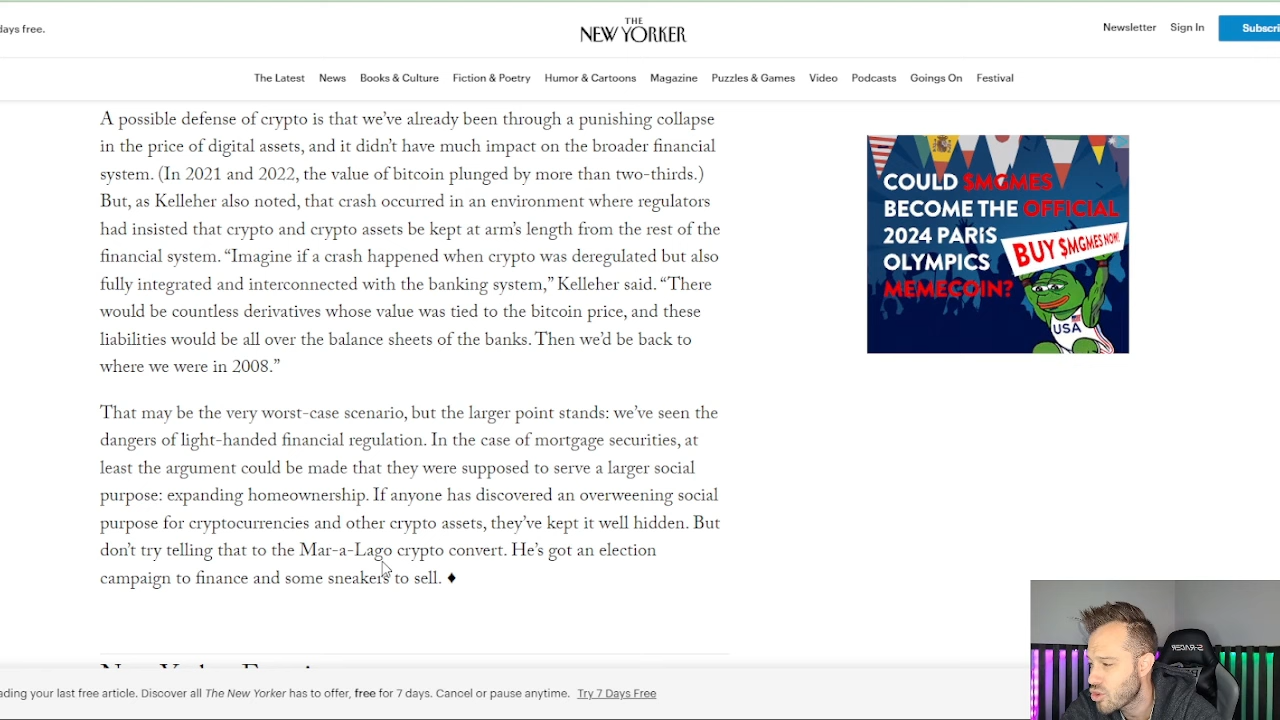 days free.
THE
NEW YORKER
Newsletter Sign In Subscri
The Latest News Books & Culture Fiction & Poetry Humor & Cartoons Magazine Puzzles & Games Video Podcasts Goings On Festival
A possible defense of crypto is that we’ve already been through a punishing collapse
in the price of digital assets, and it didn’t have much impact on the broader financial
system. (In 2021 and 2022, the value of bitcoin plunged by more than two-thirds.)
But, as Kelleher also noted, that crash occurred in an environment where regulators
had insisted that crypto and crypto assets be kept at arm’s length from the rest of the
financial system. “Imagine if a crash happened when crypto was deregulated but also
fully integrated and interconnected with the banking system,” Kelleher said. “There
would be countless derivatives whose value was tied to the bitcoin price, and these
liabilities would be all over the balance sheets of the banks. Then we’d be back to
where we were in 2008.”
That may be the very worst-case scenario, but the larger point stands: we’ve seen the
dangers of light-handed financial regulation. In the case of mortgage securities, at
least the argument could be made that they were supposed to serve a larger social
purpose: expanding homeownership. If anyone has discovered an overweening social
purpose for cryptocurrencies and other crypto assets, they’ve kept it well hidden. But
don’t try telling that to the Mar-a-Lago crypto convert. He’s got an election
campaign to finance and some sneakers to sell. ♦
COULD $MGMES
BECOME THE OFFICIAL
2024 PARIS
OLYMPICS
MEMECOIN?
BUY $MGMES NOW!
USA
ading your last free article. Discover all The New Yorker has to offer, free for 7 days. Cancel or pause anytime. Try 7 Days Free